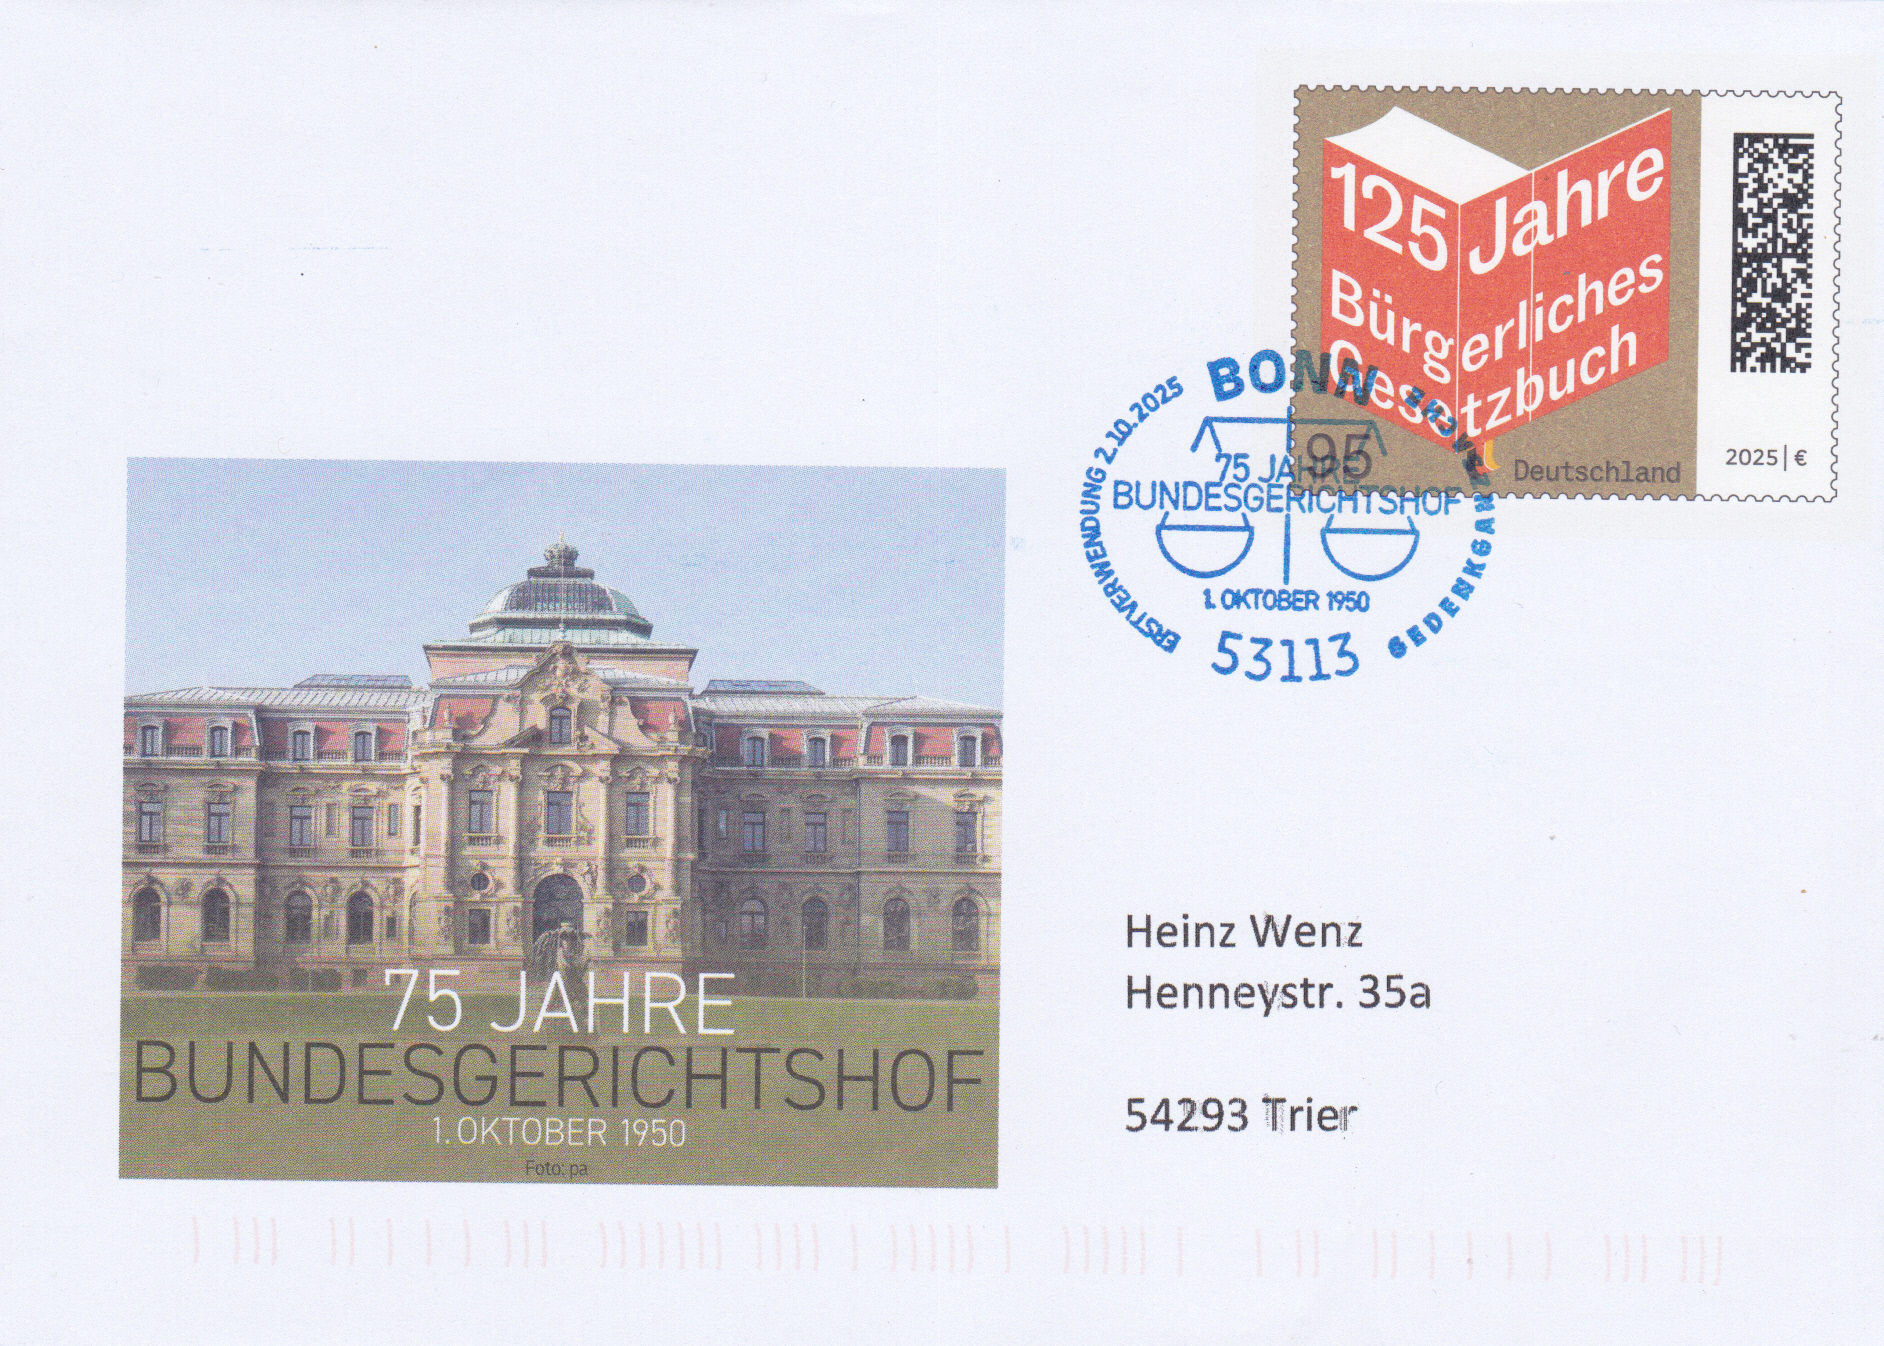 125 Jahre
Bürgerliches
Gesetzbuch
95
Deutschland
2025 | €
BONN
ERSTVERWENDUNG 2.10.2025
75 JAHRE
BUNDESGERICHTSHOF
1. OKTOBER 1950
53113
GEDENKGANZSACHE
75 JAHRE
BUNDESGERICHTSHOF
1. OKTOBER 1950
Foto: pa
Heinz Wenz
Henneystr. 35a
54293 Trier